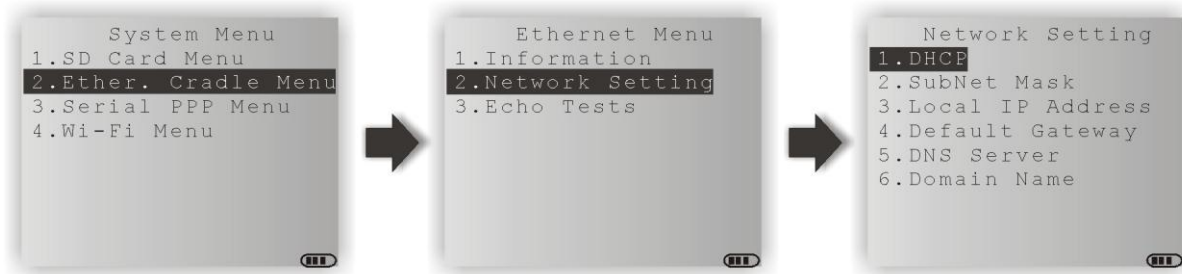 System Menu
1.SD Card Menu
2.Ether. Cradle Menu
3.Serial PPP Menu
4.Wi-Fi Menu
Ethernet Menu
1.Information
2.Network Setting
3.Echo Tests
Network Setting
1.DHCP
2.SubNet Mask
3.Local IP Address
4.Default Gateway
5.DNS Server
6.Domain Name